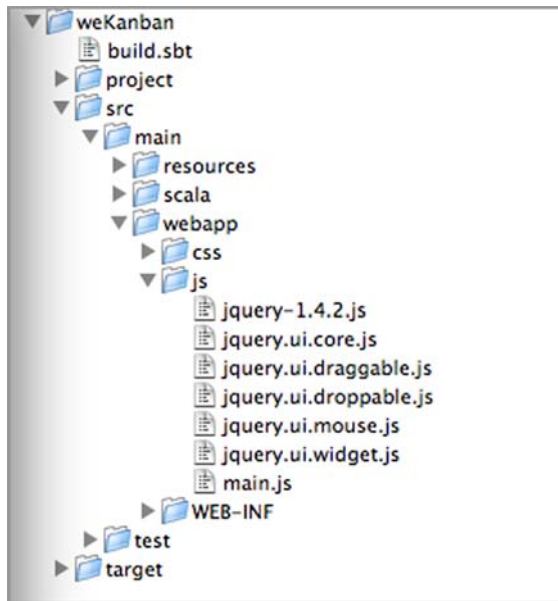 weKanban
build.sbt
project
src
main
resources
scala
webapp
css
js
jquery-1.4.2.js
jquery.ui.core.js
jquery.ui.draggable.js
jquery.ui.droppable.js
jquery.ui.mouse.js
jquery.ui.widget.js
main.js
WEB-INF
test
target